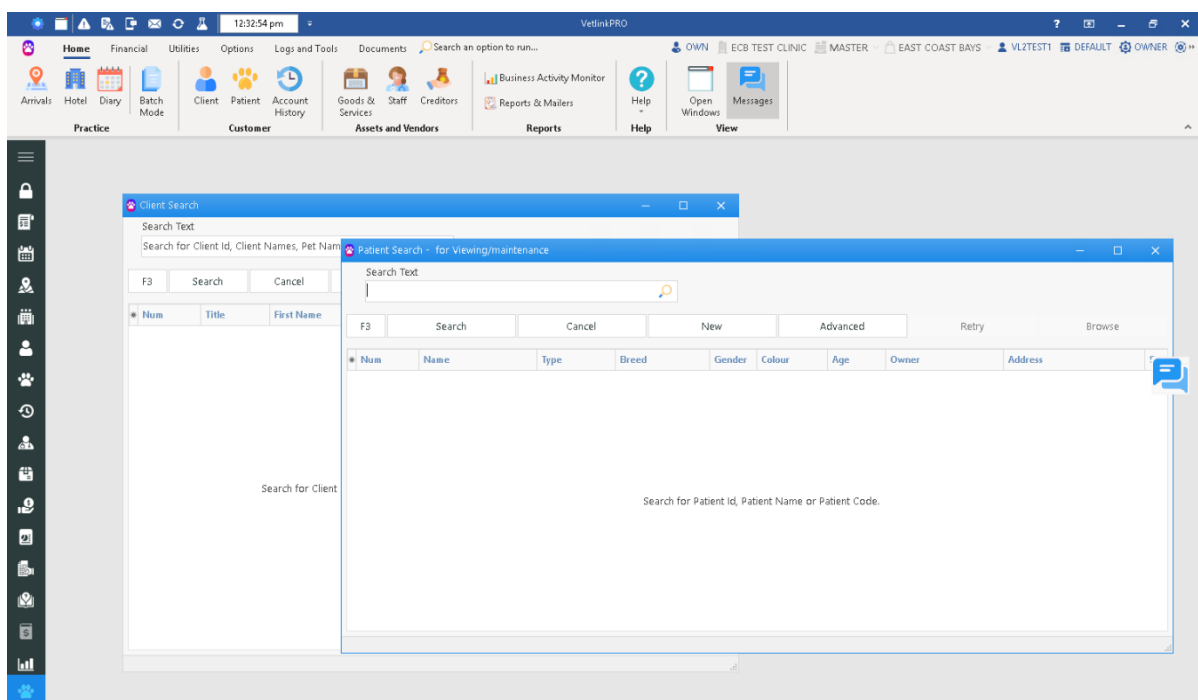 12:32:54 pm
VetlinkPRO
?
Home Financial Utilities Options Logs and Tools Documents Search an option to run...
OWN ECB TEST CLINIC MASTER EAST COAST BAYS VL2TEST1 DEFAULT OWNER
Arrivals Hotel Diary Batch Mode
Client Patient Account History
Goods & Services Staff Creditors
Business Activity Monitor
Reports & Mailers
Help
Open Windows Messages
Practice Customer Assets and Vendors Reports Help View
Client Search
Search Text
Search for Client Id, Client Names, Pet Nam
F3 Search Cancel
Num Title First Name
Search for Client
Patient Search - for Viewing/maintenance
Search Text
F3 Search Cancel New Advanced Retry Browse
Num Name Type Breed Gender Colour Age Owner Address
Search for Patient Id, Patient Name or Patient Code.